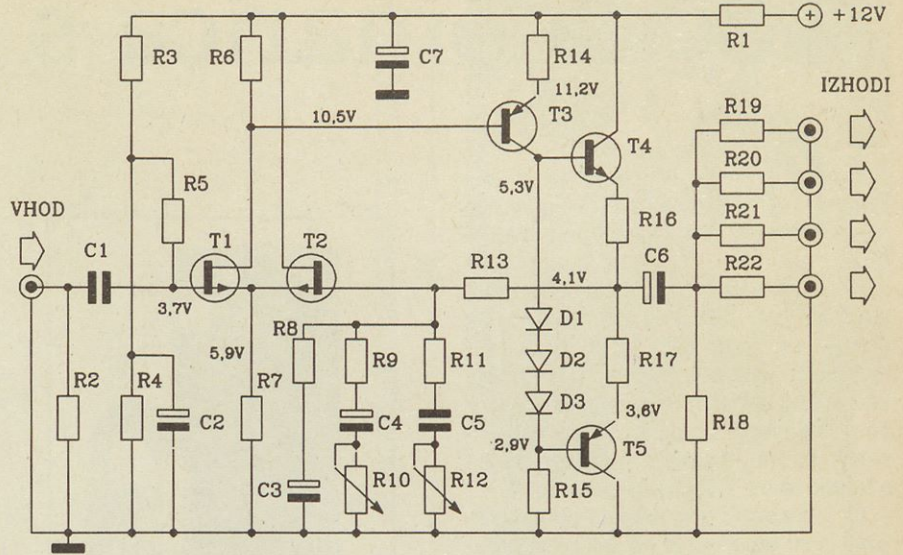 +12V
R1
R3
R6
C7
R14
11,2V
T3
IZHODI
R19
10,5V
T4
R20
5,3V
R5
R16
R21
VHOD
C1
T1
T2
R13
4,1V
C6
R22
3,7V
5,9V
R8
R9
R11
D1
D2
D3
R17
R2
R4
C2
R7
C4
C5
3,6V
R18
2,9V
T5
C3
R10
R12
R15